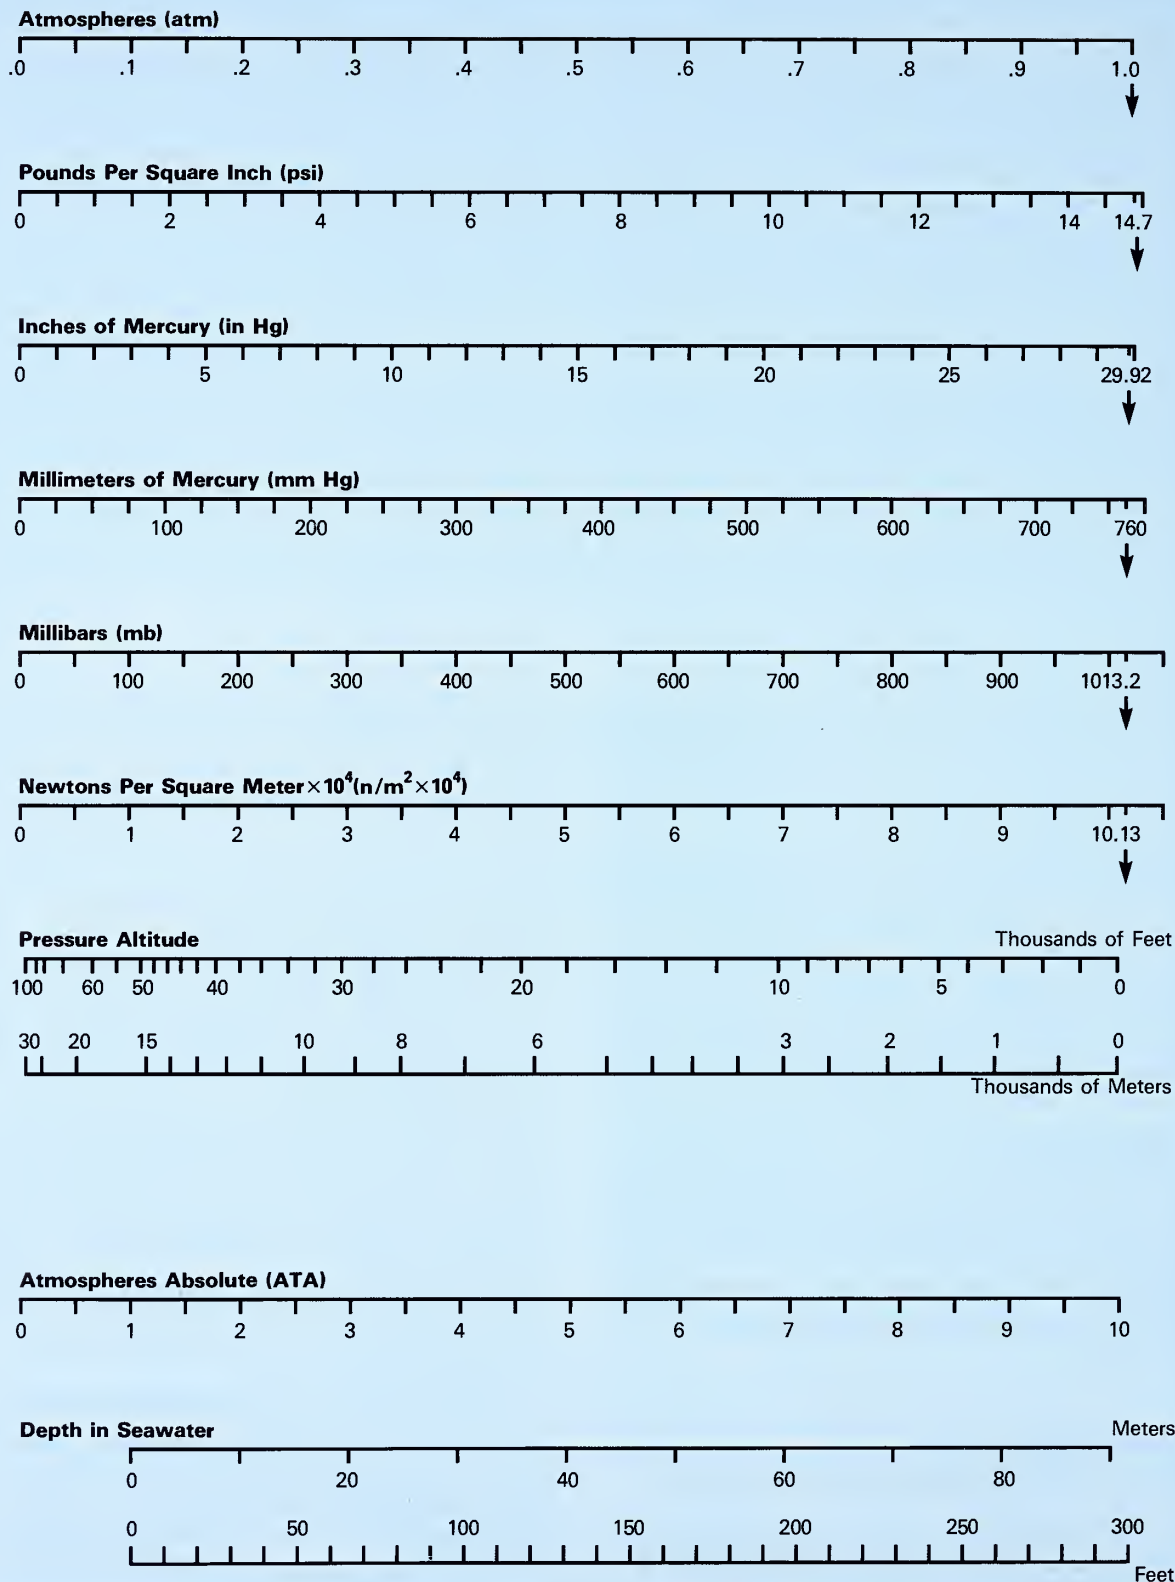 Atmospheres (atm)
.0 .1 .2 .3 .4 .5 .6 .7 .8 .9 1.0
Pounds Per Square Inch (psi)
0 2 4 6 8 10 12 14 14.7
Inches of Mercury (in Hg)
0 5 10 15 20 25 29.92
Millimeters of Mercury (mm Hg)
0 100 200 300 400 500 600 700 760
Millibars (mb)
0 100 200 300 400 500 600 700 800 900 1013.2
Newtons Per Square Meter×10⁴(n/m²×10⁴)
0 1 2 3 4 5 6 7 8 9 10.13
Pressure Altitude Thousands of Feet
100 60 50 40 30 20 10 5 0
30 20 15 10 8 6 3 2 1 0
Thousands of Meters
Atmospheres Absolute (ATA)
0 1 2 3 4 5 6 7 8 9 10
Depth in Seawater Meters
0 20 40 60 80
0 50 100 150 200 250 300
Feet